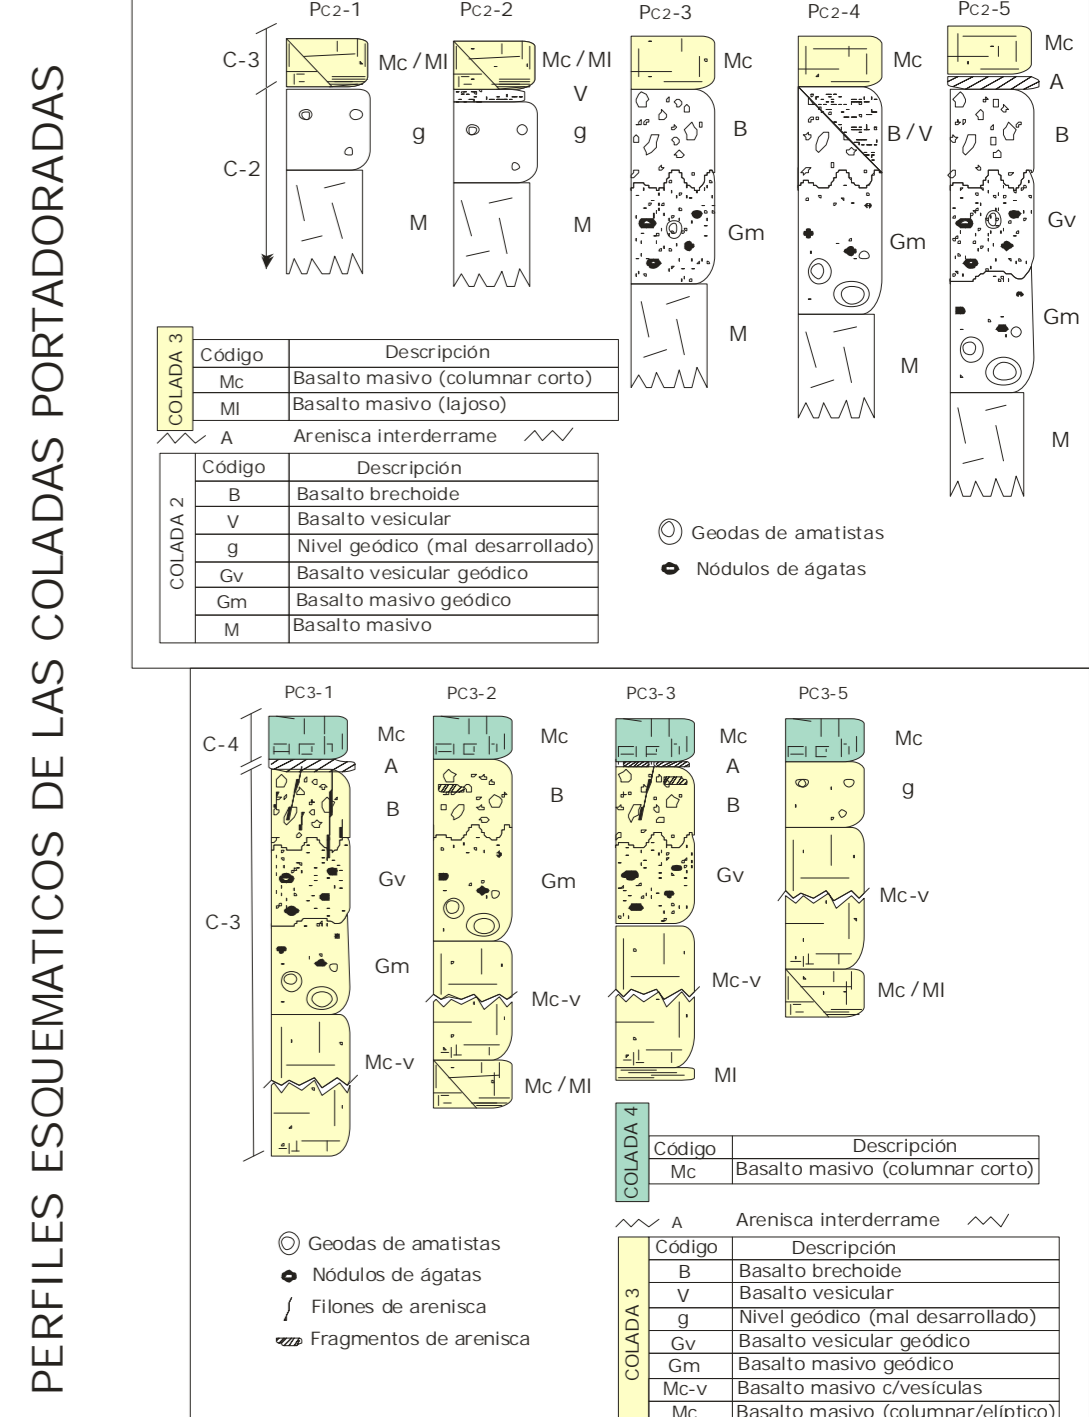 PERFILES ESQUEMATICOS DE LAS COLADAS PORTADORADAS
PC2-1
PC2-2
PC2-3
PC2-4
PC2-5
C-3
C-2
Mc / Ml
g
M
Mc / Ml
V
g
M
Mc
B
Gm
M
Mc
B / V
Gm
M
Mc
A
B
Gv
Gm
M
COLADA 3
Código Descripción
Mc Basalto masivo (columnar corto)
Ml Basalto masivo (lajoso)
A Arenisca interderrame
COLADA 2
Código Descripción
B Basalto brechoide
V Basalto vesicular
g Nivel geódico (mal desarrollado)
Gv Basalto vesicular geódico
Gm Basalto masivo geódico
M Basalto masivo
Geodas de amatistas
Nódulos de ágatas
PC3-1
PC3-2
PC3-3
PC3-5
C-4
C-3
Mc
A
B
Gv
Gm
Mc-v
Mc
B
Gm
Mc-v
Mc / Ml
Mc
A
B
Gv
Mc-v
Ml
Mc
g
Mc-v
Mc / Ml
COLADA 4
Código Descripción
Mc Basalto masivo (columnar corto)
A Arenisca interderrame
COLADA 3
Código Descripción
B Basalto brechoide
V Basalto vesicular
g Nivel geódico (mal desarrollado)
Gv Basalto vesicular geódico
Gm Basalto masivo geódico
Mc-v Basalto masivo c/vesículas
Mc Basalto masivo (columnar/elíptico)
Geodas de amatistas
Nódulos de ágatas
Filones de arenisca
Fragmentos de arenisca